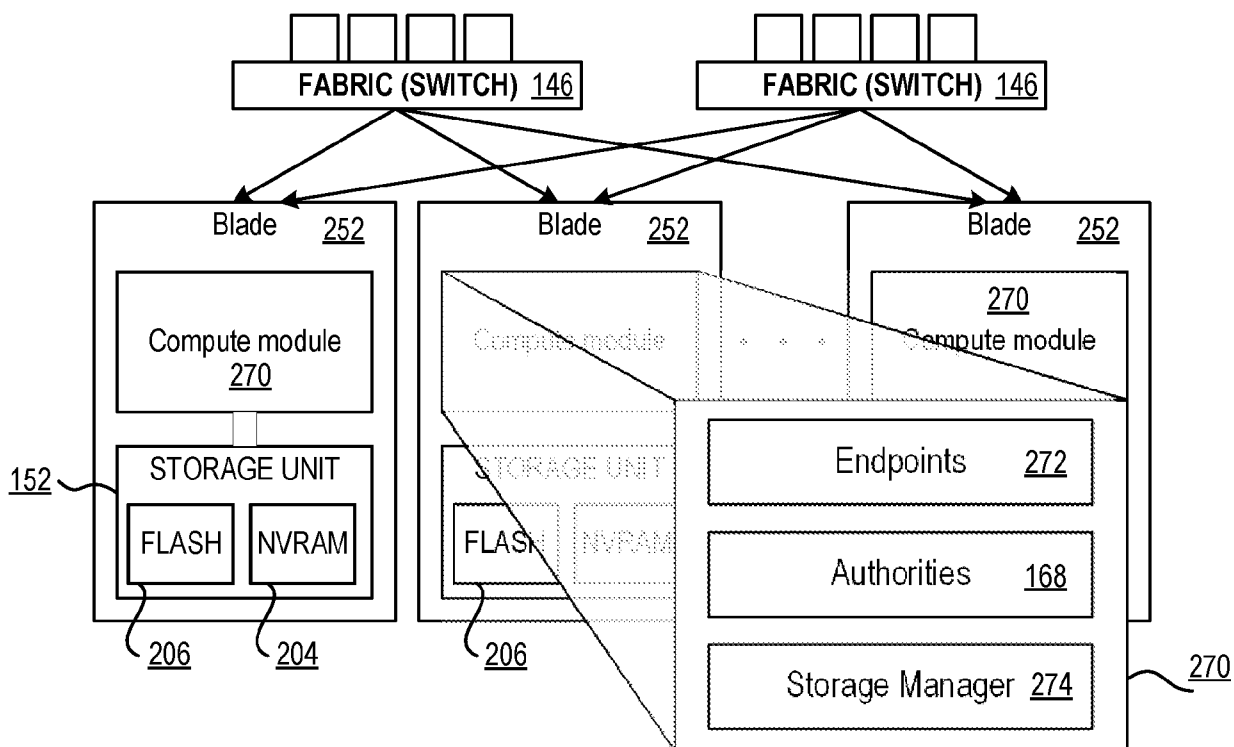 FABRIC (SWITCH) 146
FABRIC (SWITCH) 146
Blade 252
Blade 252
Blade 252
Compute module
270
Compute module
270
Compute module
STORAGE UNIT
152
FLASH
NVRAM
206
204
STORAGE UNIT
FLASH
NVRAM
206
Endpoints 272
Authorities 168
Storage Manager 274
270